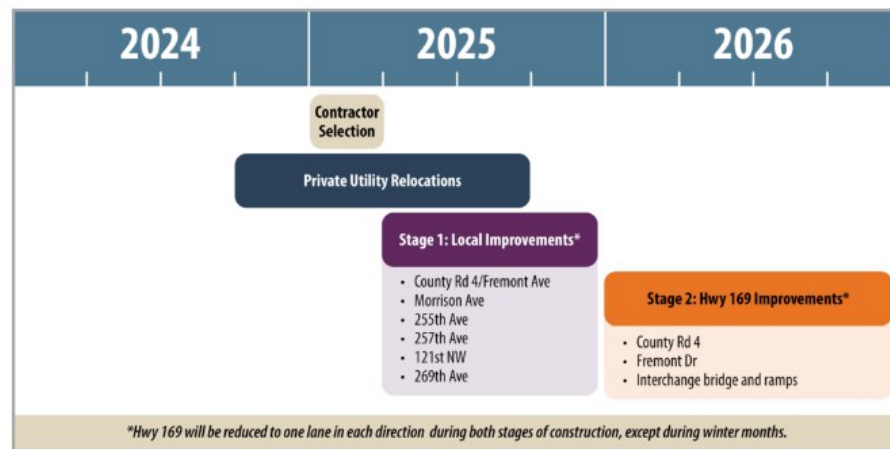 2024 2025 2026
Contractor
Selection
Private Utility Relocations
Stage 1: Local Improvements*
• County Rd 4/Fremont Ave
• Morrison Ave
• 255th Ave
• 257th Ave
• 121st NW
• 269th Ave
Stage 2: Hwy 169 Improvements*
• County Rd 4
• Fremont Dr
• Interchange bridge and ramps
*Hwy 169 will be reduced to one lane in each direction during both stages of construction, except during winter months.